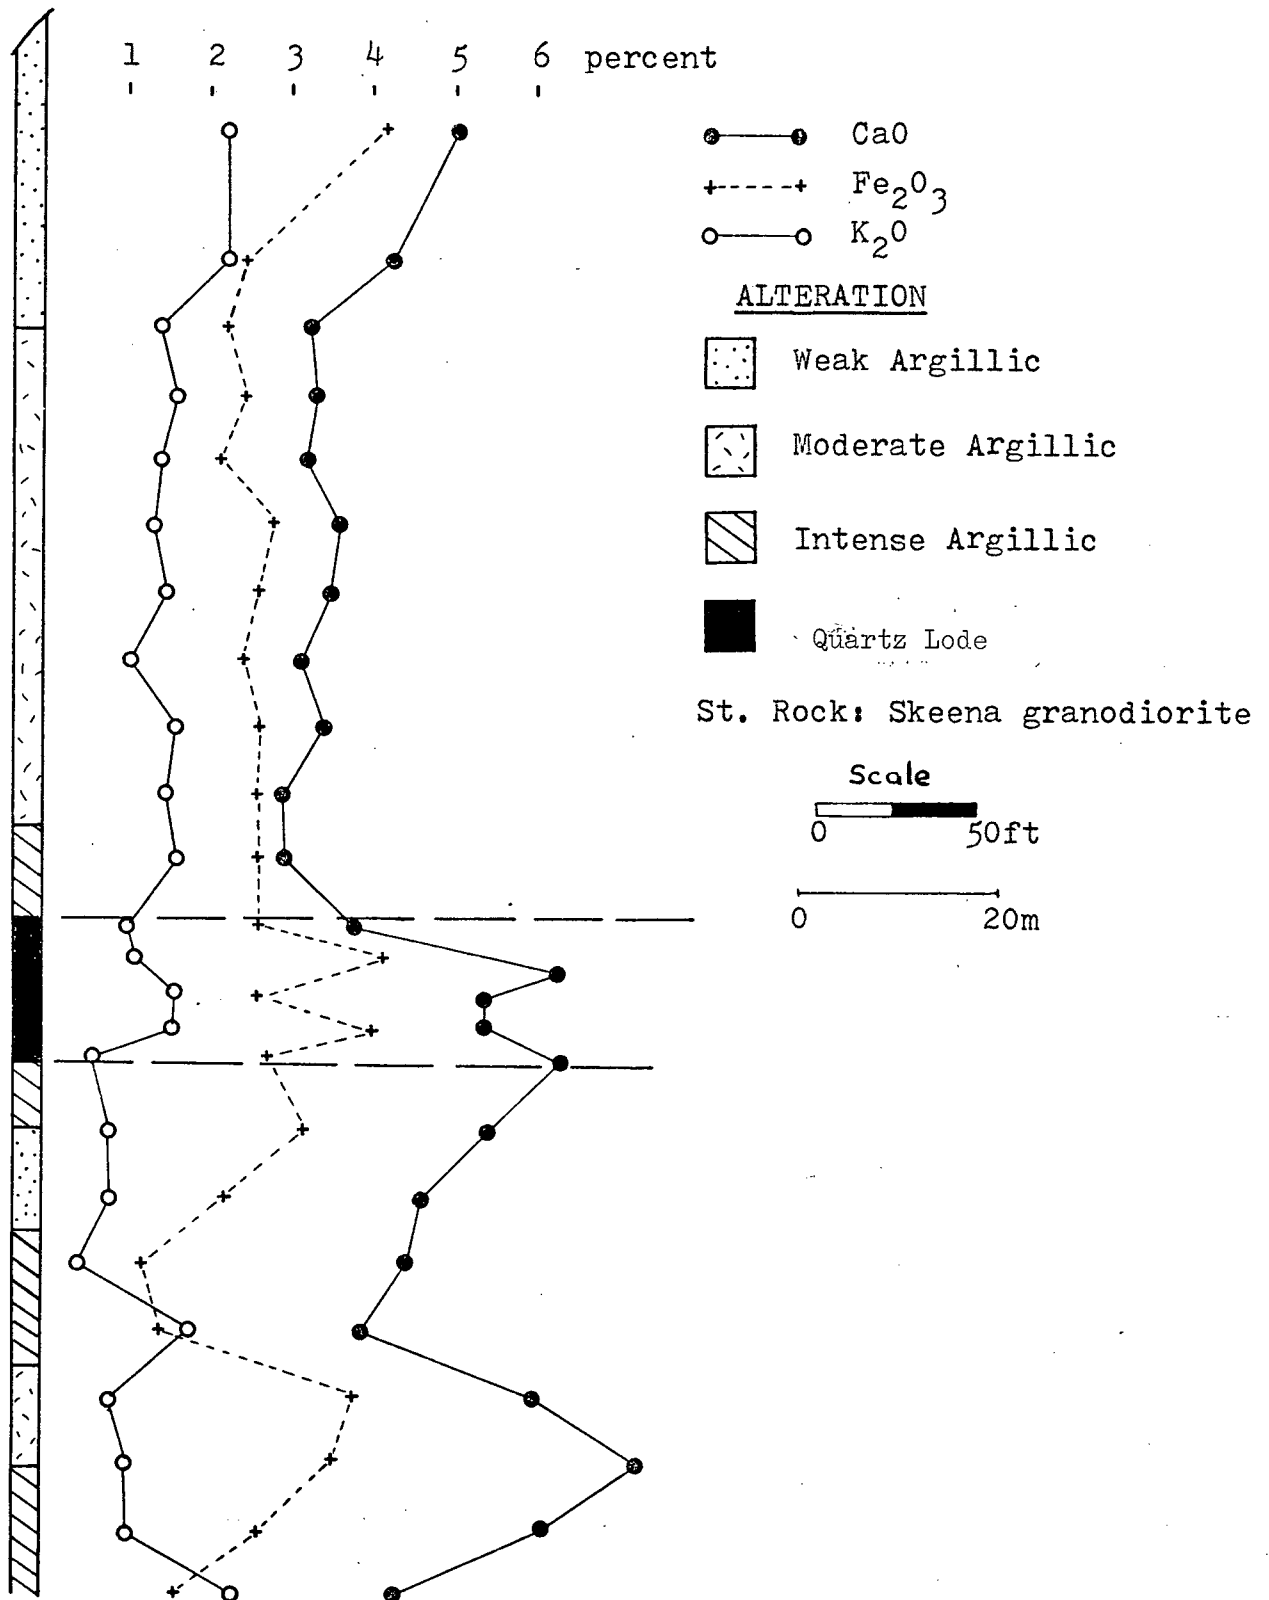 1 2 3 4 5 6 percent
CaO
Fe₂O₃
K₂O
ALTERATION
Weak Argillic
Moderate Argillic
Intense Argillic
Quartz Lode
St. Rock: Skeena granodiorite
Scale
0 50ft
0 20m